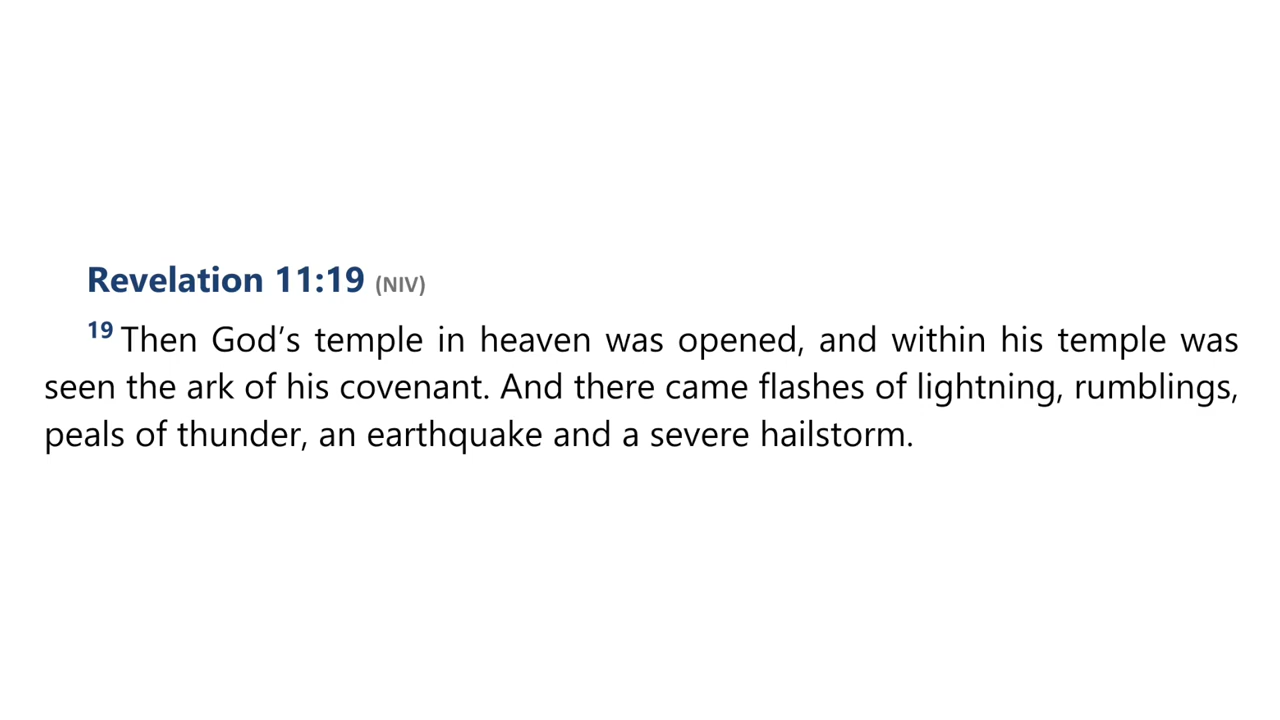 Revelation 11:19 (NIV)
19 Then God’s temple in heaven was opened, and within his temple was
seen the ark of his covenant. And there came flashes of lightning, rumblings,
peals of thunder, an earthquake and a severe hailstorm.